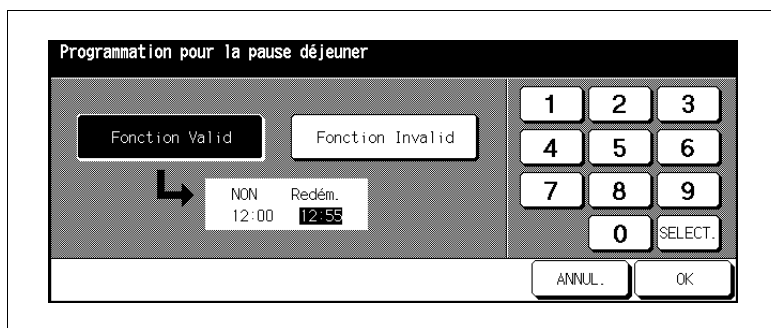 Programmation pour la pause déjeuner
Fonction Valid
Fonction Invalid
NON Redém.
12:00 12:55
1 2 3
4 5 6
7 8 9
0 SELECT.
ANNUL. OK